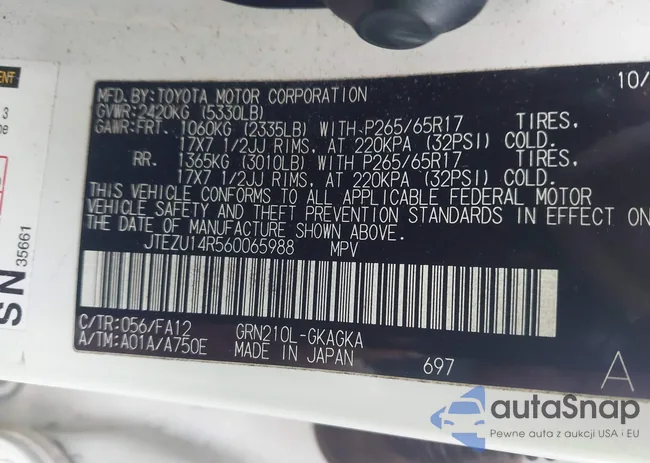 ENT
10/
MFD.BY:TOYOTA MOTOR CORPORATION
GVWR:2420KG (5330LB)
GAWR:FRT. 1060KG (2335LB) WITH P265/65R17 TIRES,
17X7 1/2JJ RIMS, AT 220KPA (32PSI) COLD.
RR. 1365KG (3010LB) WITH P265/65R17 TIRES,
17X7 1/2JJ RIMS, AT 220KPA (32PSI) COLD.
THIS VEHICLE CONFORMS TO ALL APPLICABLE FEDERAL MOTOR
VEHICLE SAFETY AND THEFT PREVENTION STANDARDS IN EFFECT ON
THE DATE OF MANUFACTURE SHOWN ABOVE.
JTEZU14R560065988 MPV
C/TR:056/FA12 GRN210L-GKAGKA
A/TM:A01A/A750E MADE IN JAPAN 697
A
3
SN
35661
autaSnap
Pewne auta z aukcji USA i EU